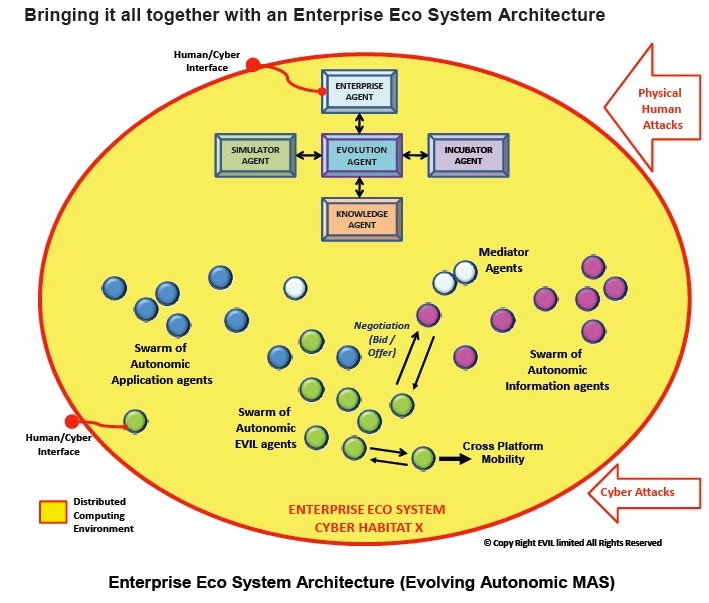 Bringing it all together with an Enterprise Eco System Architecture
Human/Cyber
Interface
ENTERPRISE
AGENT
Physical
Human
Attacks
SIMULATOR
AGENT
EVOLUTION
AGENT
INCUBATOR
AGENT
KNOWLEDGE
AGENT
Mediator
Agents
Negotiation
(Bid /
Offer)
Swarm of
Autonomic
Application agents
Swarm of
Autonomic
Information agents
Swarm of
Autonomic
EVIL agents
Human/Cyber
Interface
Cross Platform
Mobility
Cyber Attacks
Distributed
Computing
Environment
ENTERPRISE ECO SYSTEM
CYBER HABITAT X
© Copy Right EVIL limited All Rights Reserved
Enterprise Eco System Architecture (Evolving Autonomic MAS)